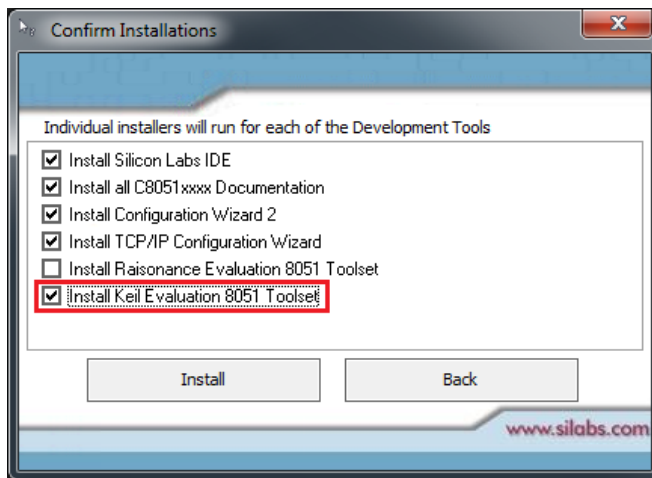 Confirm Installations
Individual installers will run for each of the Development Tools
Install Silicon Labs IDE
Install all C8051xxxx Documentation
Install Configuration Wizard 2
Install TCP/IP Configuration Wizard
Install Raisonance Evaluation 8051 Toolset
Install Keil Evaluation 8051 Toolset
Install Back
www.silabs.com